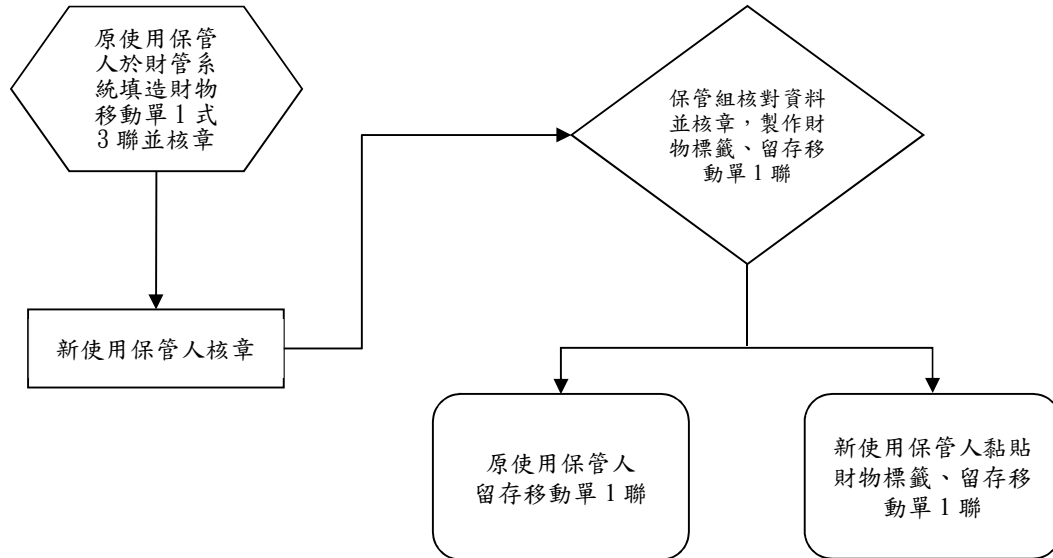 原使用保管
人於財管系
統填造財物
移動單1式
3聯並核章
新使用保管人核章
保管組核對資料
並核章，製作財
物標籤、留存移
動單1聯
原使用保管人
留存移動單1聯
新使用保管人黏貼
財物標籤、留存移
動單1聯